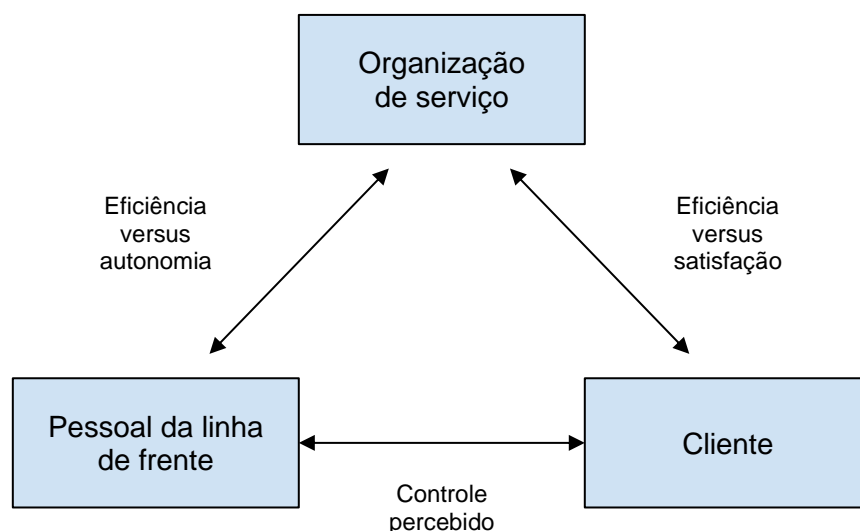 Organização
de serviço
Eficiência
versus
autonomia
Eficiência
versus
satisfação
Pessoal da linha
de frente
Cliente
Controle
percebido